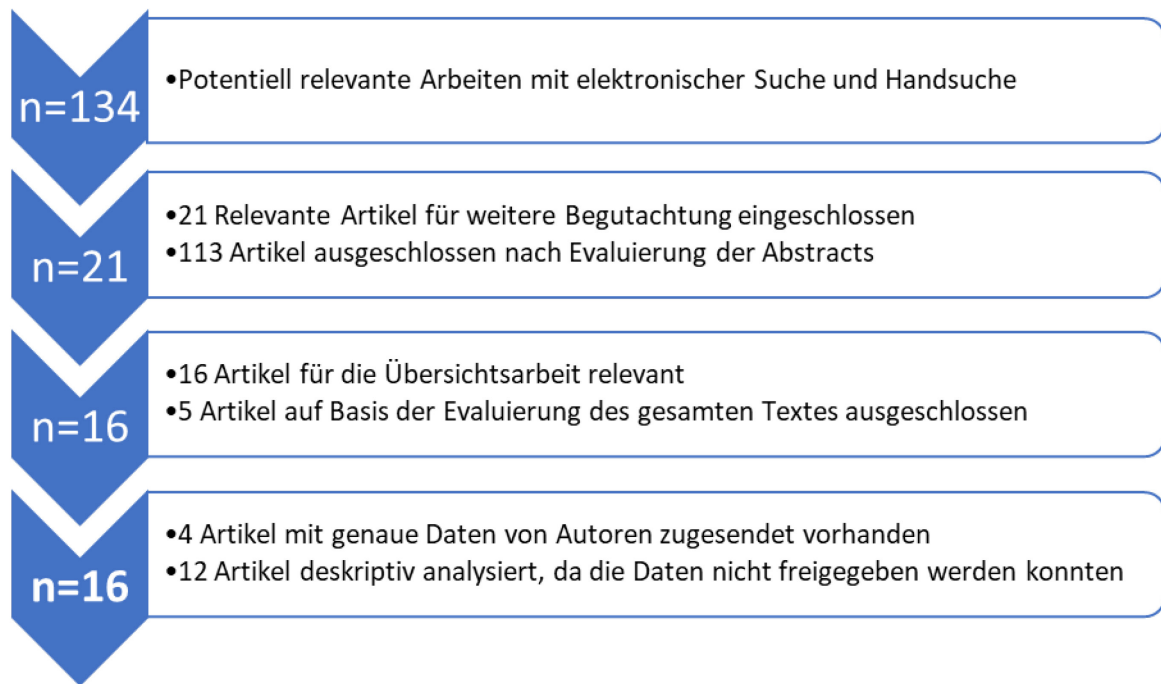 n=134
•Potentiell relevante Arbeiten mit elektronischer Suche und Handsuche
n=21
•21 Relevante Artikel für weitere Begutachtung eingeschlossen
•113 Artikel ausgeschlossen nach Evaluierung der Abstracts
n=16
•16 Artikel für die Übersichtsarbeit relevant
•5 Artikel auf Basis der Evaluierung des gesamten Textes ausgeschlossen
n=16
•4 Artikel mit genaue Daten von Autoren zugesendet vorhanden
•12 Artikel deskriptiv analysiert, da die Daten nicht freigegeben werden konnten